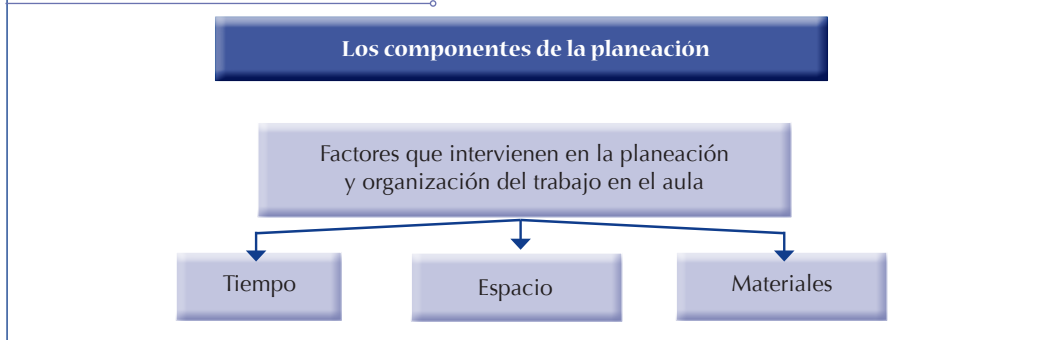 Los componentes de la planeación
Factores que intervienen en la planeación
y organización del trabajo en el aula
Tiempo
Espacio
Materiales